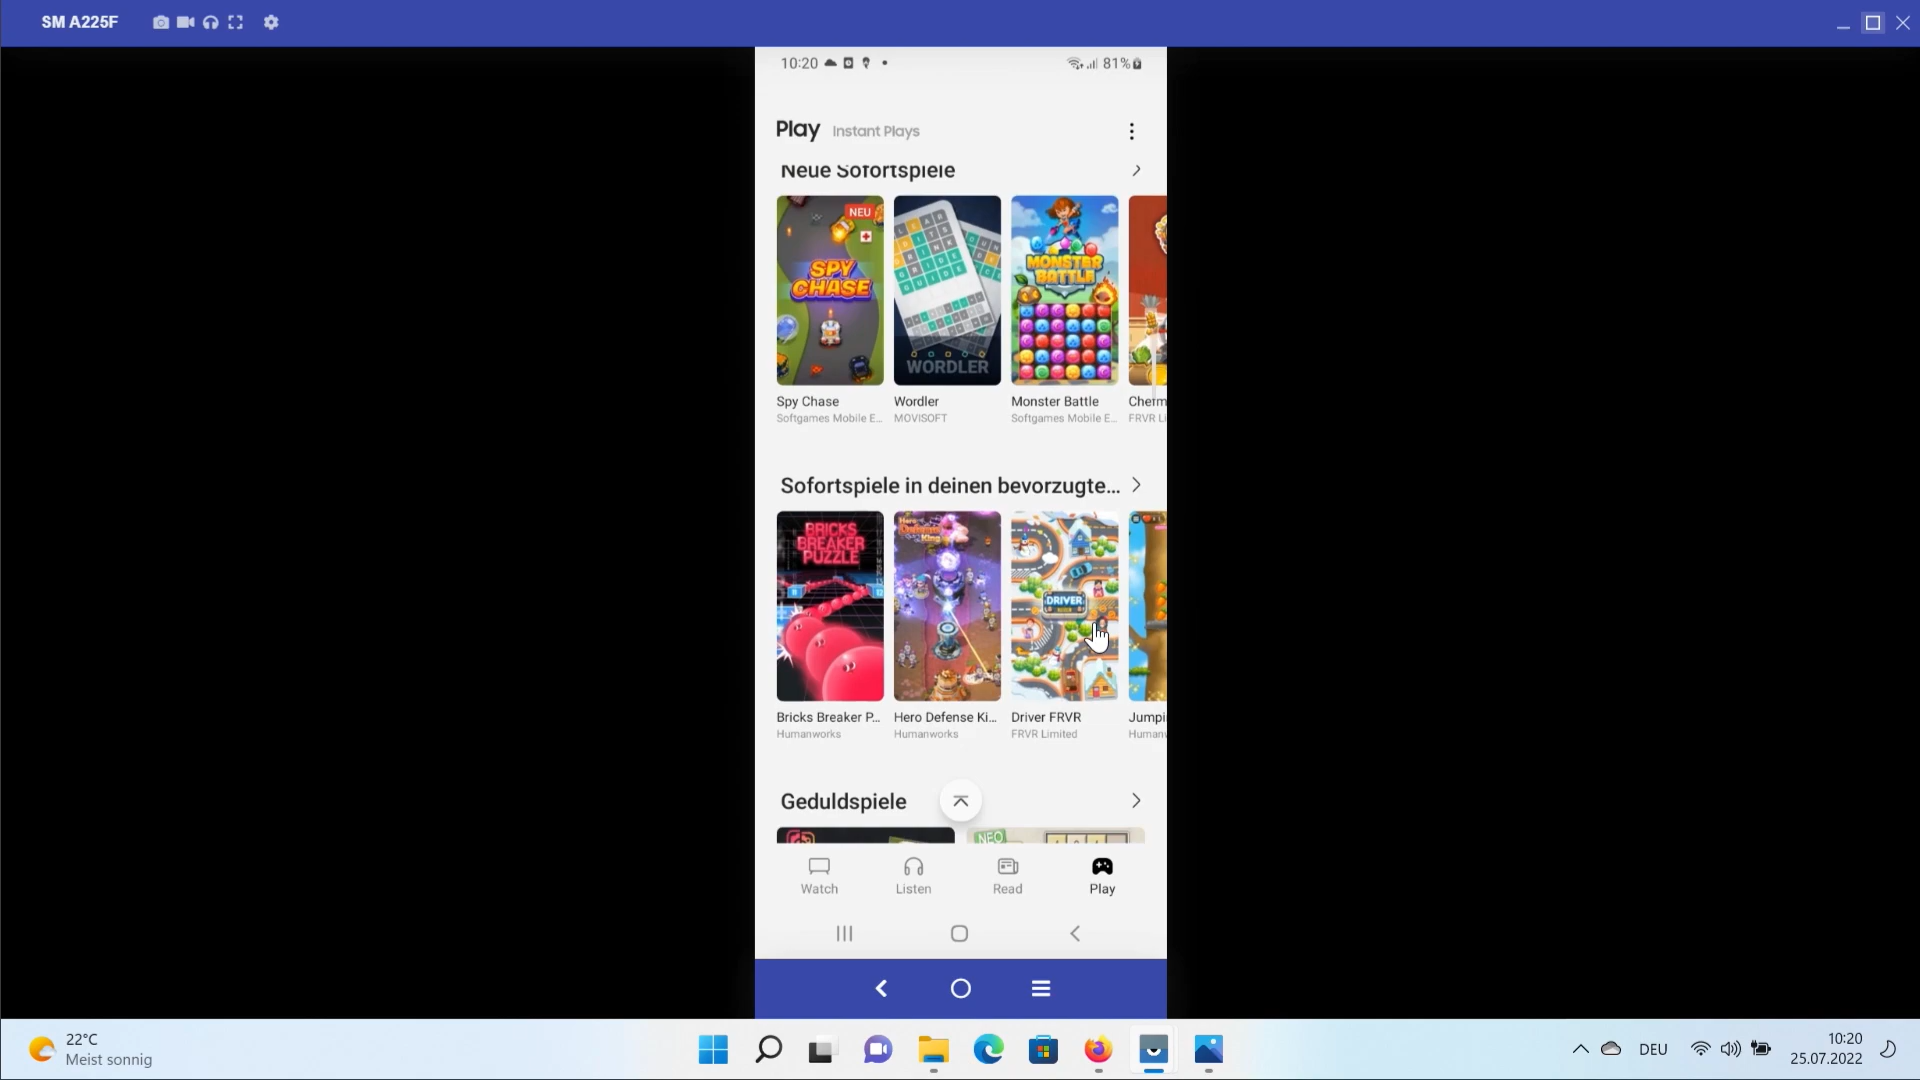 SM A225F
10:20
81%
Play Instant Plays
Neue Sofortspiele
NEU
SPY CHASE
WORDLER
MONSTER BATTLE
Spy Chase
Softgames Mobile E...
Wordler
MOVISOFT
Monster Battle
Softgames Mobile E...
FRVR
Sofortspiele in deinen bevorzugte...
BRICKS BREAKER PUZZLE
Hero Defense King
DRIVER
Bricks Breaker P...
Humanworks
Hero Defense Ki...
Humanworks
Driver FRVR
FRVR Limited
Jumpi
Human
Geduldspiele
NEO
Watch
Listen
Read
Play
22°C
Meist sonnig
DEU
10:20
25.07.2022